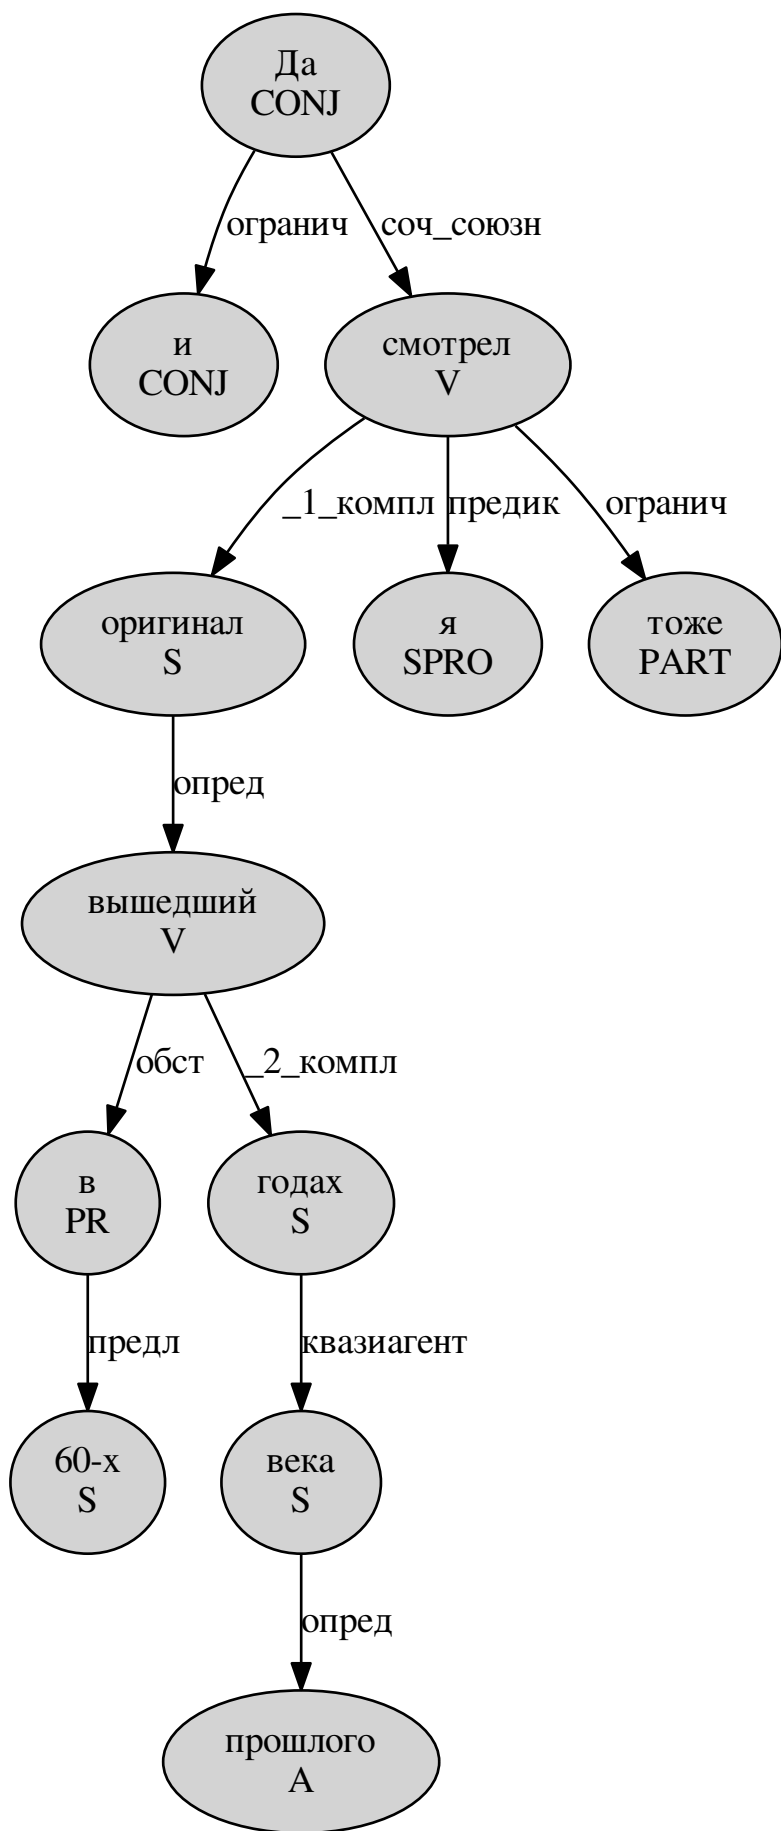 Да
CONJ
огранич
соч_союзн
и
CONJ
смотрел
V
_1_компл
предик
огранич
оригинал
S
я
SPRO
тоже
PART
опред
вышедший
V
обст
_2_компл
в
PR
годах
S
предл
квазиагент
60-х
S
века
S
опред
прошлого
A